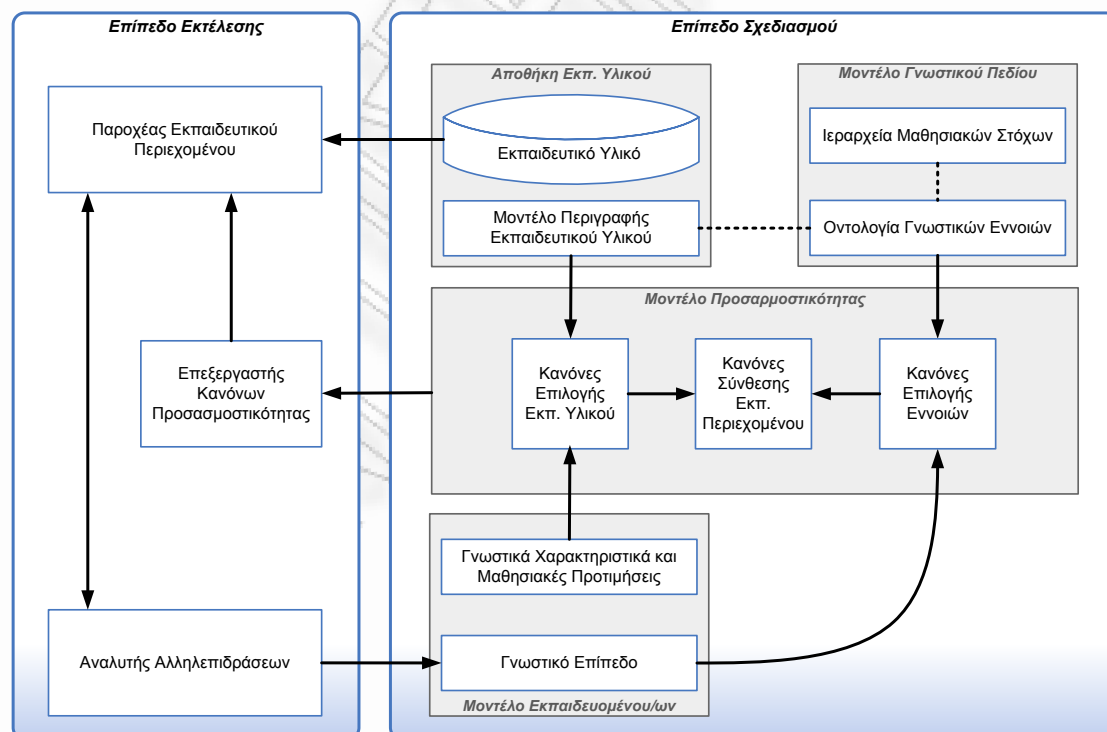 Επίπεδο Εκτέλεσης
Παροχέας Εκπαιδευτικού
Περιεχομένου
Επεξεργαστής
Κανόνων
Προσασμοστικότητας
Αναλυτής Αλληλεπιδράσεων
Επίπεδο Σχεδιασμού
Αποθήκη Εκπ. Υλικού
Εκπαιδευτικό Υλικό
Μοντέλο Περιγραφής
Εκπαιδευτικού Υλικού
Μοντέλο Γνωστικού Πεδίου
Ιεραρχεία Μαθησιακών Στόχων
Οντολογία Γνωστικών Εννοιών
Μοντέλο Προσαρμοστικότητας
Κανόνες
Επιλογής
Εκπ. Υλικού
Κανόνες
Σύνθεσης
Εκπ.
Περιεχομένου
Κανόνες
Επιλογής
Εννοιών
Γνωστικά Χαρακτηριστικά και
Μαθησιακές Προτιμήσεις
Γνωστικό Επίπεδο
Μοντέλο Εκπαιδευομένου/ων